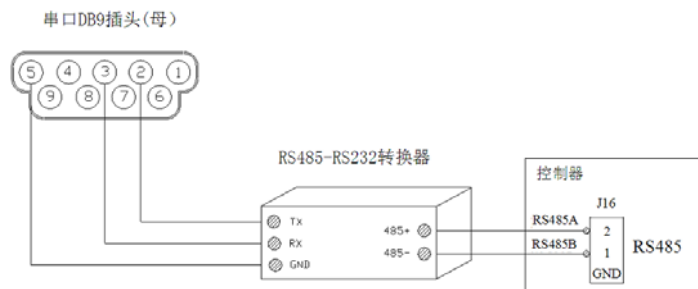 串口DB9插头(母)
5 4 3 2 1
9 8 7 6
RS485-RS232转换器
控制器
TX
RX
GND
485+
485-
RS485A
RS485B
J16
2
1
GND
RS485